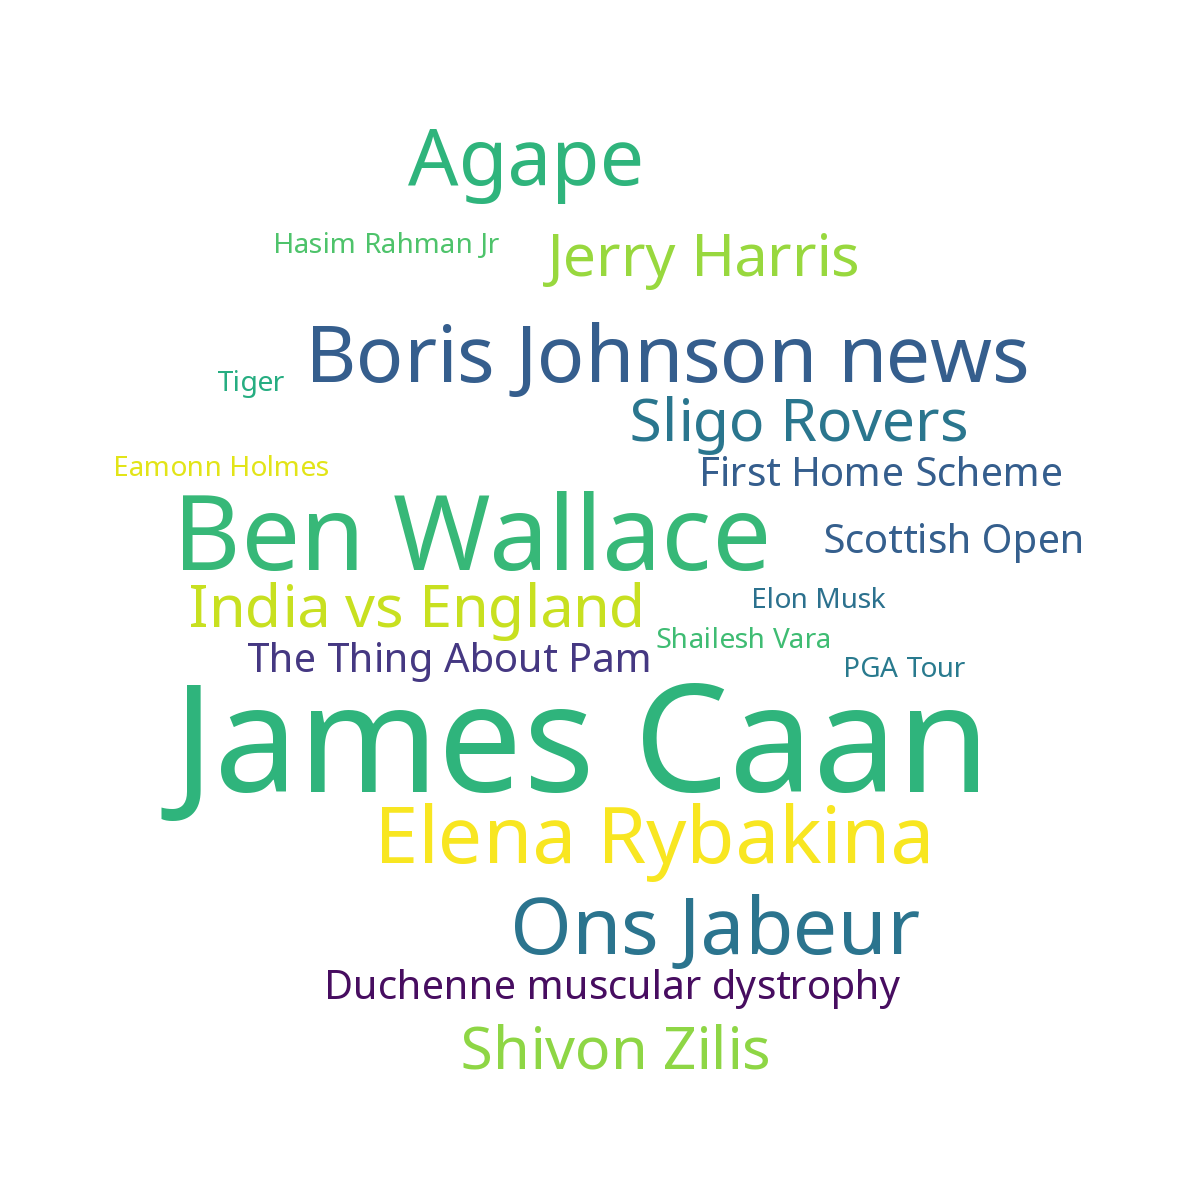 Agape
Hasim Rahman Jr
Jerry Harris
Boris Johnson news
Tiger
Sligo Rovers
Eamonn Holmes
First Home Scheme
Ben Wallace
Scottish Open
India vs England
Elon Musk
Shailesh Vara
The Thing About Pam
PGA Tour
James Caan
Elena Rybakina
Ons Jabeur
Duchenne muscular dystrophy
Shivon Zilis